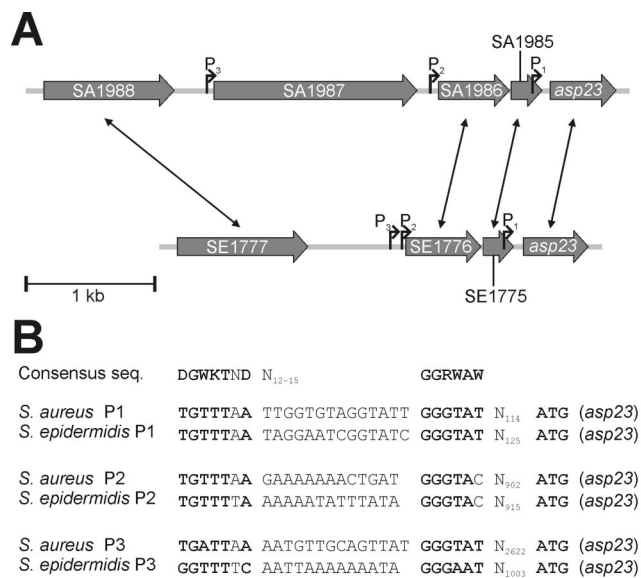 A
SA1985
P3 P2 P1
SA1988 SA1987 SA1986 asp23
P3 P2 P1
SE1777 SE1776 asp23
1 kb
SE1775
B
Consensus seq. DGWKTND N12-15 GGRWAW
S. aureus P1 TGTTTAA TTGGTGTAGGTATT GGGTAT N114 ATG (asp23)
S. epidermidis P1 TGTTTAA TAGGAATCGGTATC GGGTAT N125 ATG (asp23)
S. aureus P2 TGTTTAA GAAAAAAACTGAT GGGTAC N902 ATG (asp23)
S. epidermidis P2 TGTTTTA AAAAATATTTATA GGGTAC N915 ATG (asp23)
S. aureus P3 TGATTAA AATGTTGCAGTTAT GGGTAT N2622 ATG (asp23)
S. epidermidis P3 GGTTTTC AATTAAAAAAATA GGGAAT N1003 ATG (asp23)